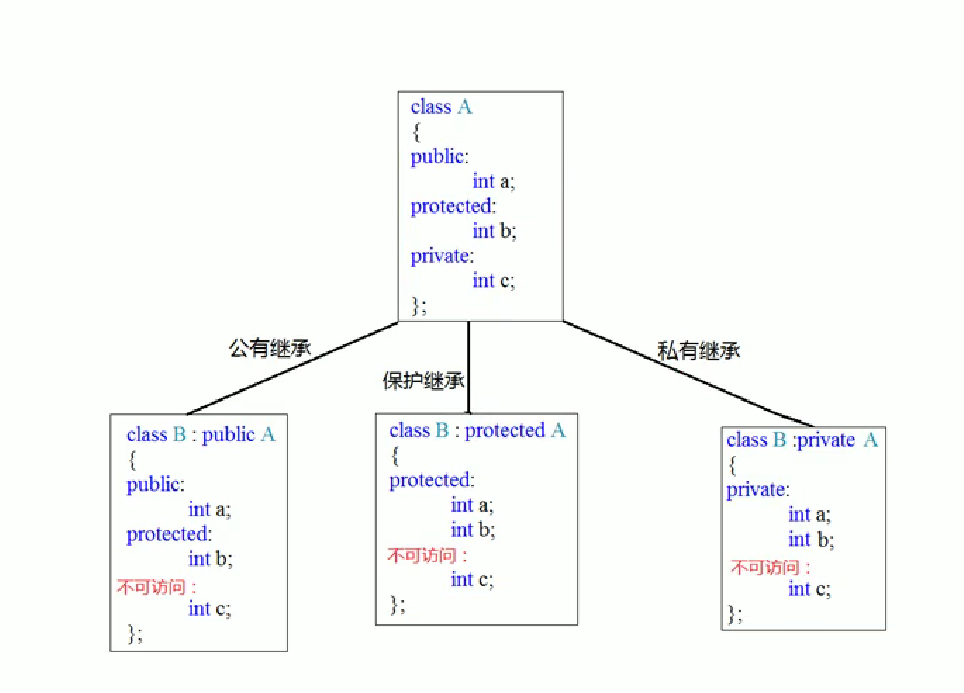 class A
{
public:
int a;
protected:
int b;
private:
int c;
};
公有继承
保护继承
私有继承
class B : public A
{
public:
int a;
protected:
int b;
不可访问：
int c;
};
class B : protected A
{
protected:
int a;
int b;
不可访问：
int c;
};
class B :private A
{
private:
int a;
int b;
不可访问：
int c;
};